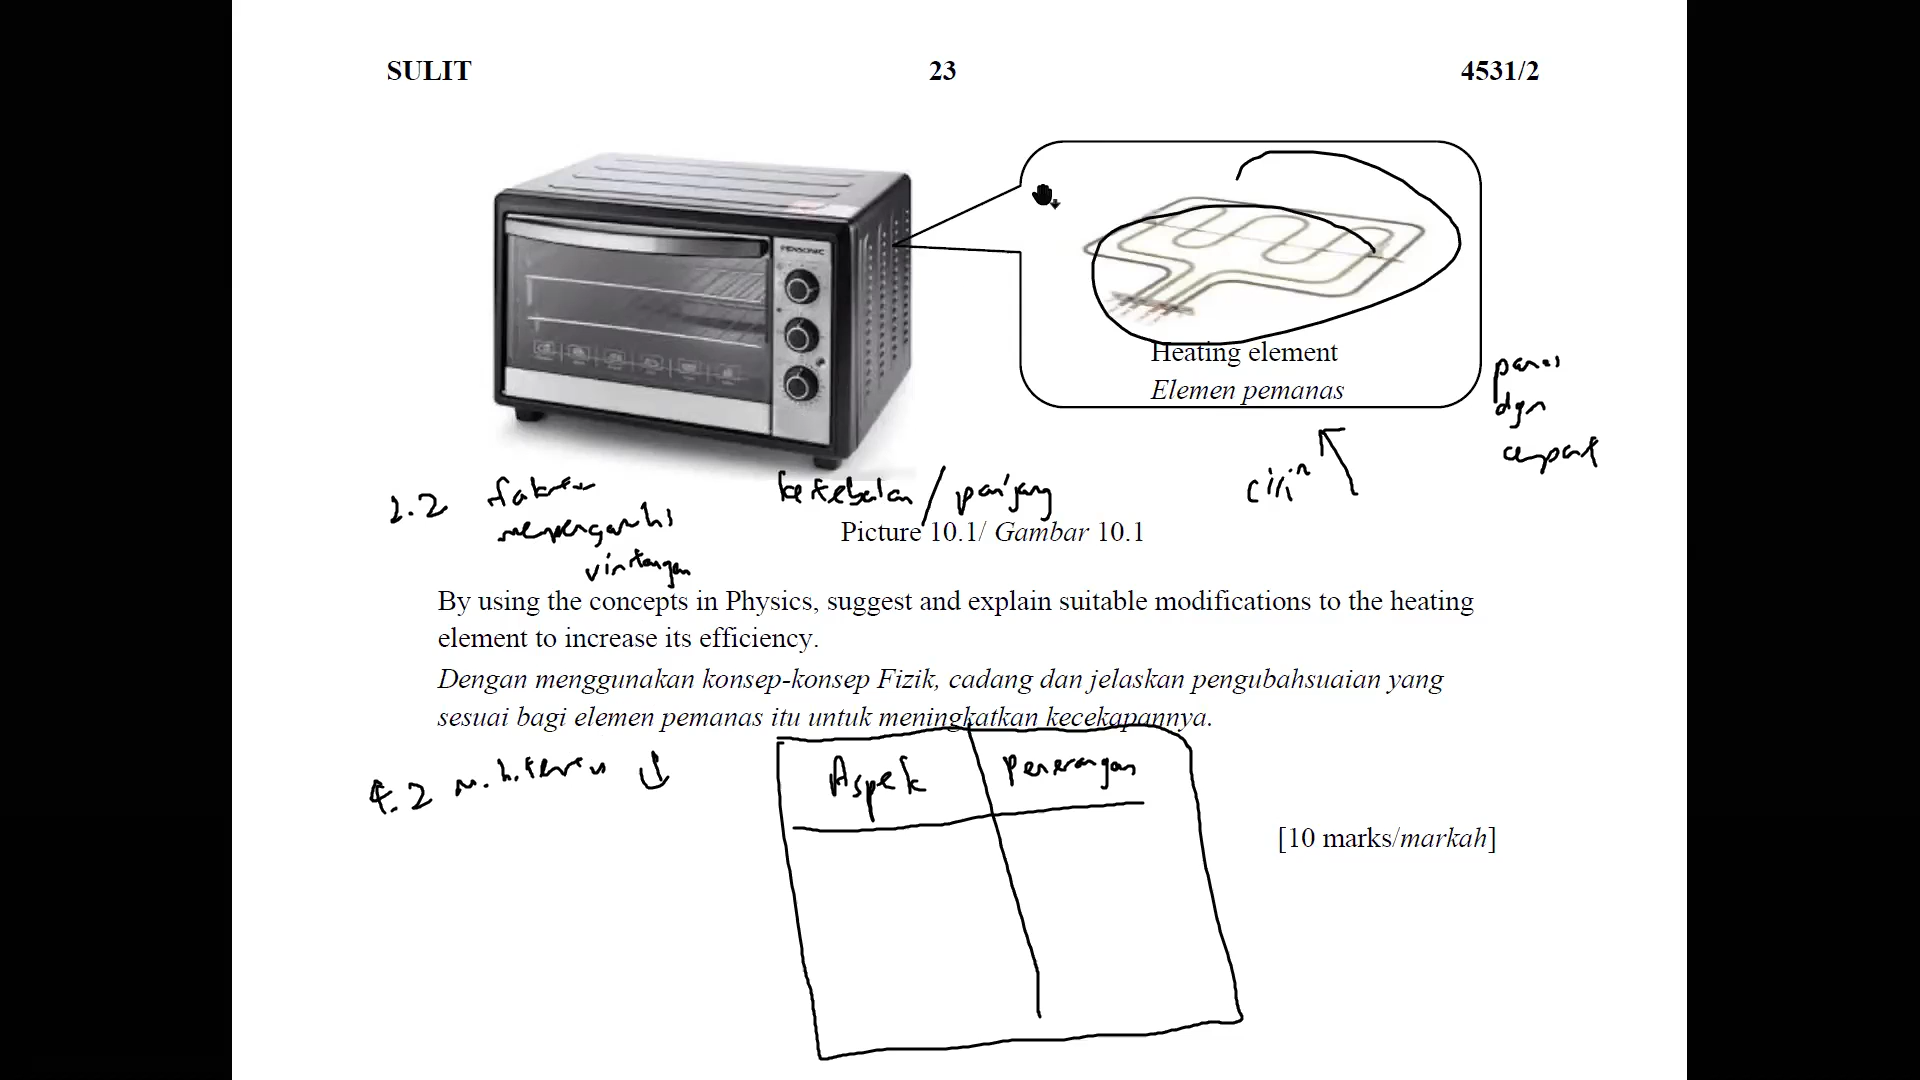 SULIT 23 4531/2
PENSONIC
Heating element
Elemen pemanas
panas
dgn
cepat
cirin
2.2 faktor
mempengaruhi
rintangan
ketebalan / panjang
Picture 10.1/ Gambar 10.1
By using the concepts in Physics, suggest and explain suitable modifications to the heating
element to increase its efficiency.
Dengan menggunakan konsep-konsep Fizik, cadang dan jelaskan pengubahsuaian yang
sesuai bagi elemen pemanas itu untuk meningkatkan kecekapannya.
4.2 m.h.tentu ↓
Aspek Penerangan
[10 marks/markah]